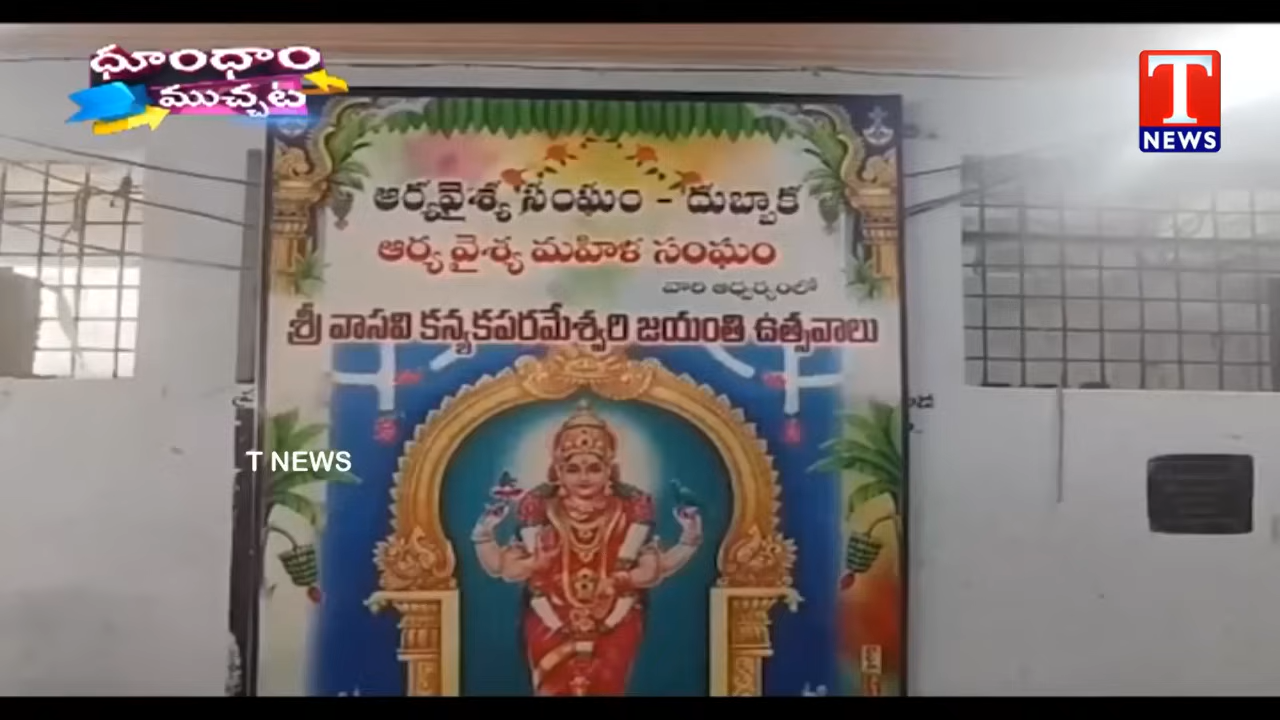 ధూంధాం
ముచ్చట
T
NEWS
ఆర్యవైశ్య సంఘం - దుబ్బాక
ఆర్య వైశ్య మహిళ సంఘం
వారి ఆధ్వర్యంలో
శ్రీ వాసవి కన్యకపరమేశ్వరి జయంతి ఉత్సవాలు
T NEWS